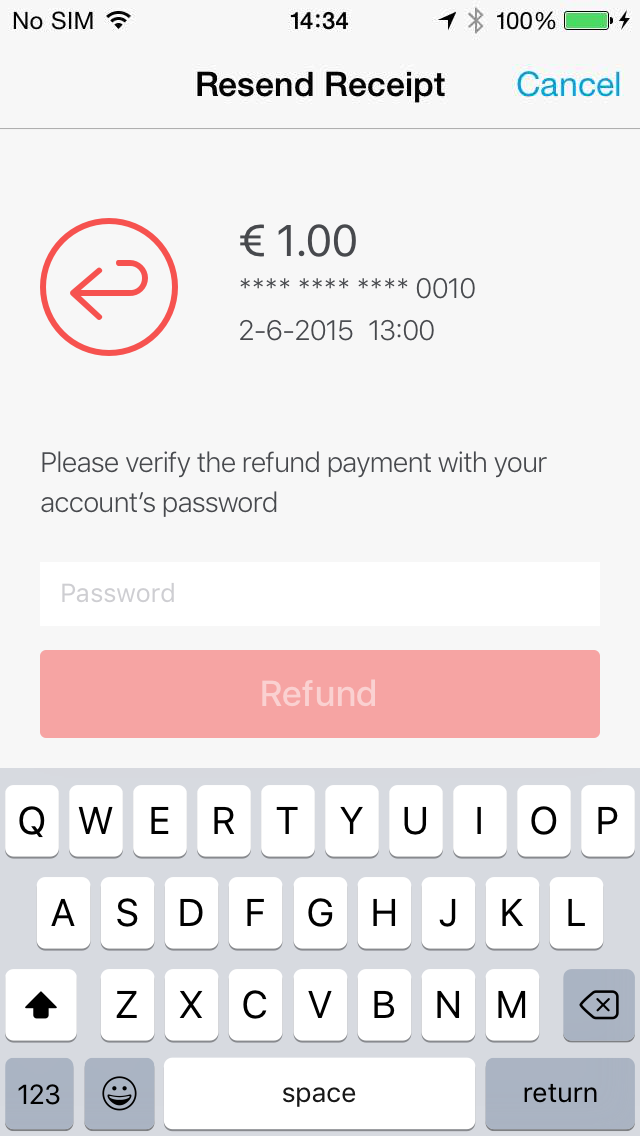 No SIM 14:34 100%
Resend Receipt Cancel
€ 1.00
**** **** **** 0010
2-6-2015 13:00
Please verify the refund payment with your
account’s password
Password
Refund
Q W E R T Y U I O P
A S D F G H J K L
Z X C V B N M
123 space return